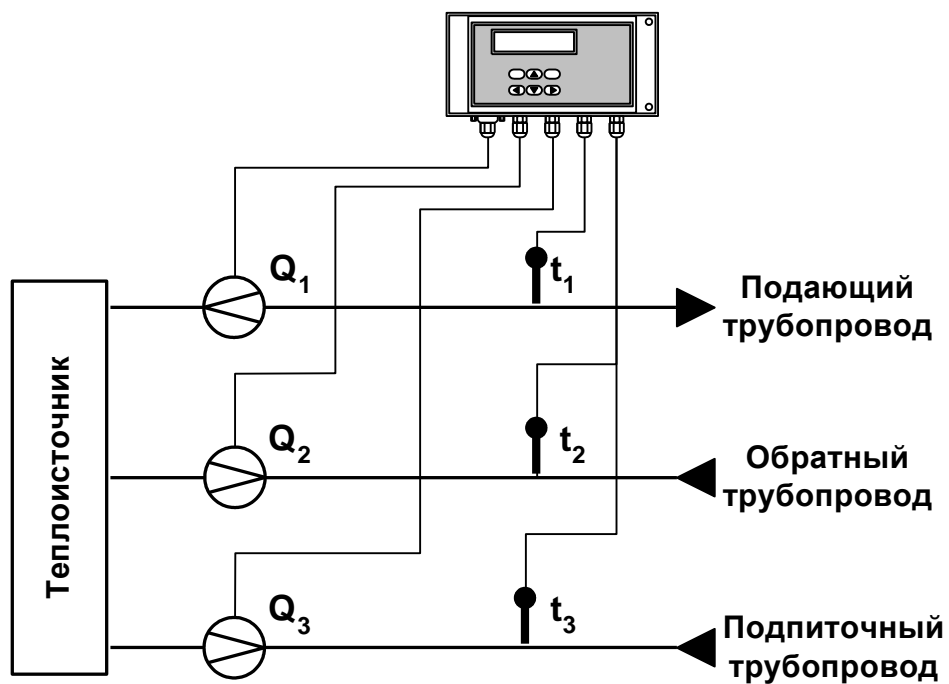 Q1
t1
Подающий
трубопровод
Теплоисточник
Q2
t2
Обратный
трубопровод
Q3
t3
Подпиточный
трубопровод